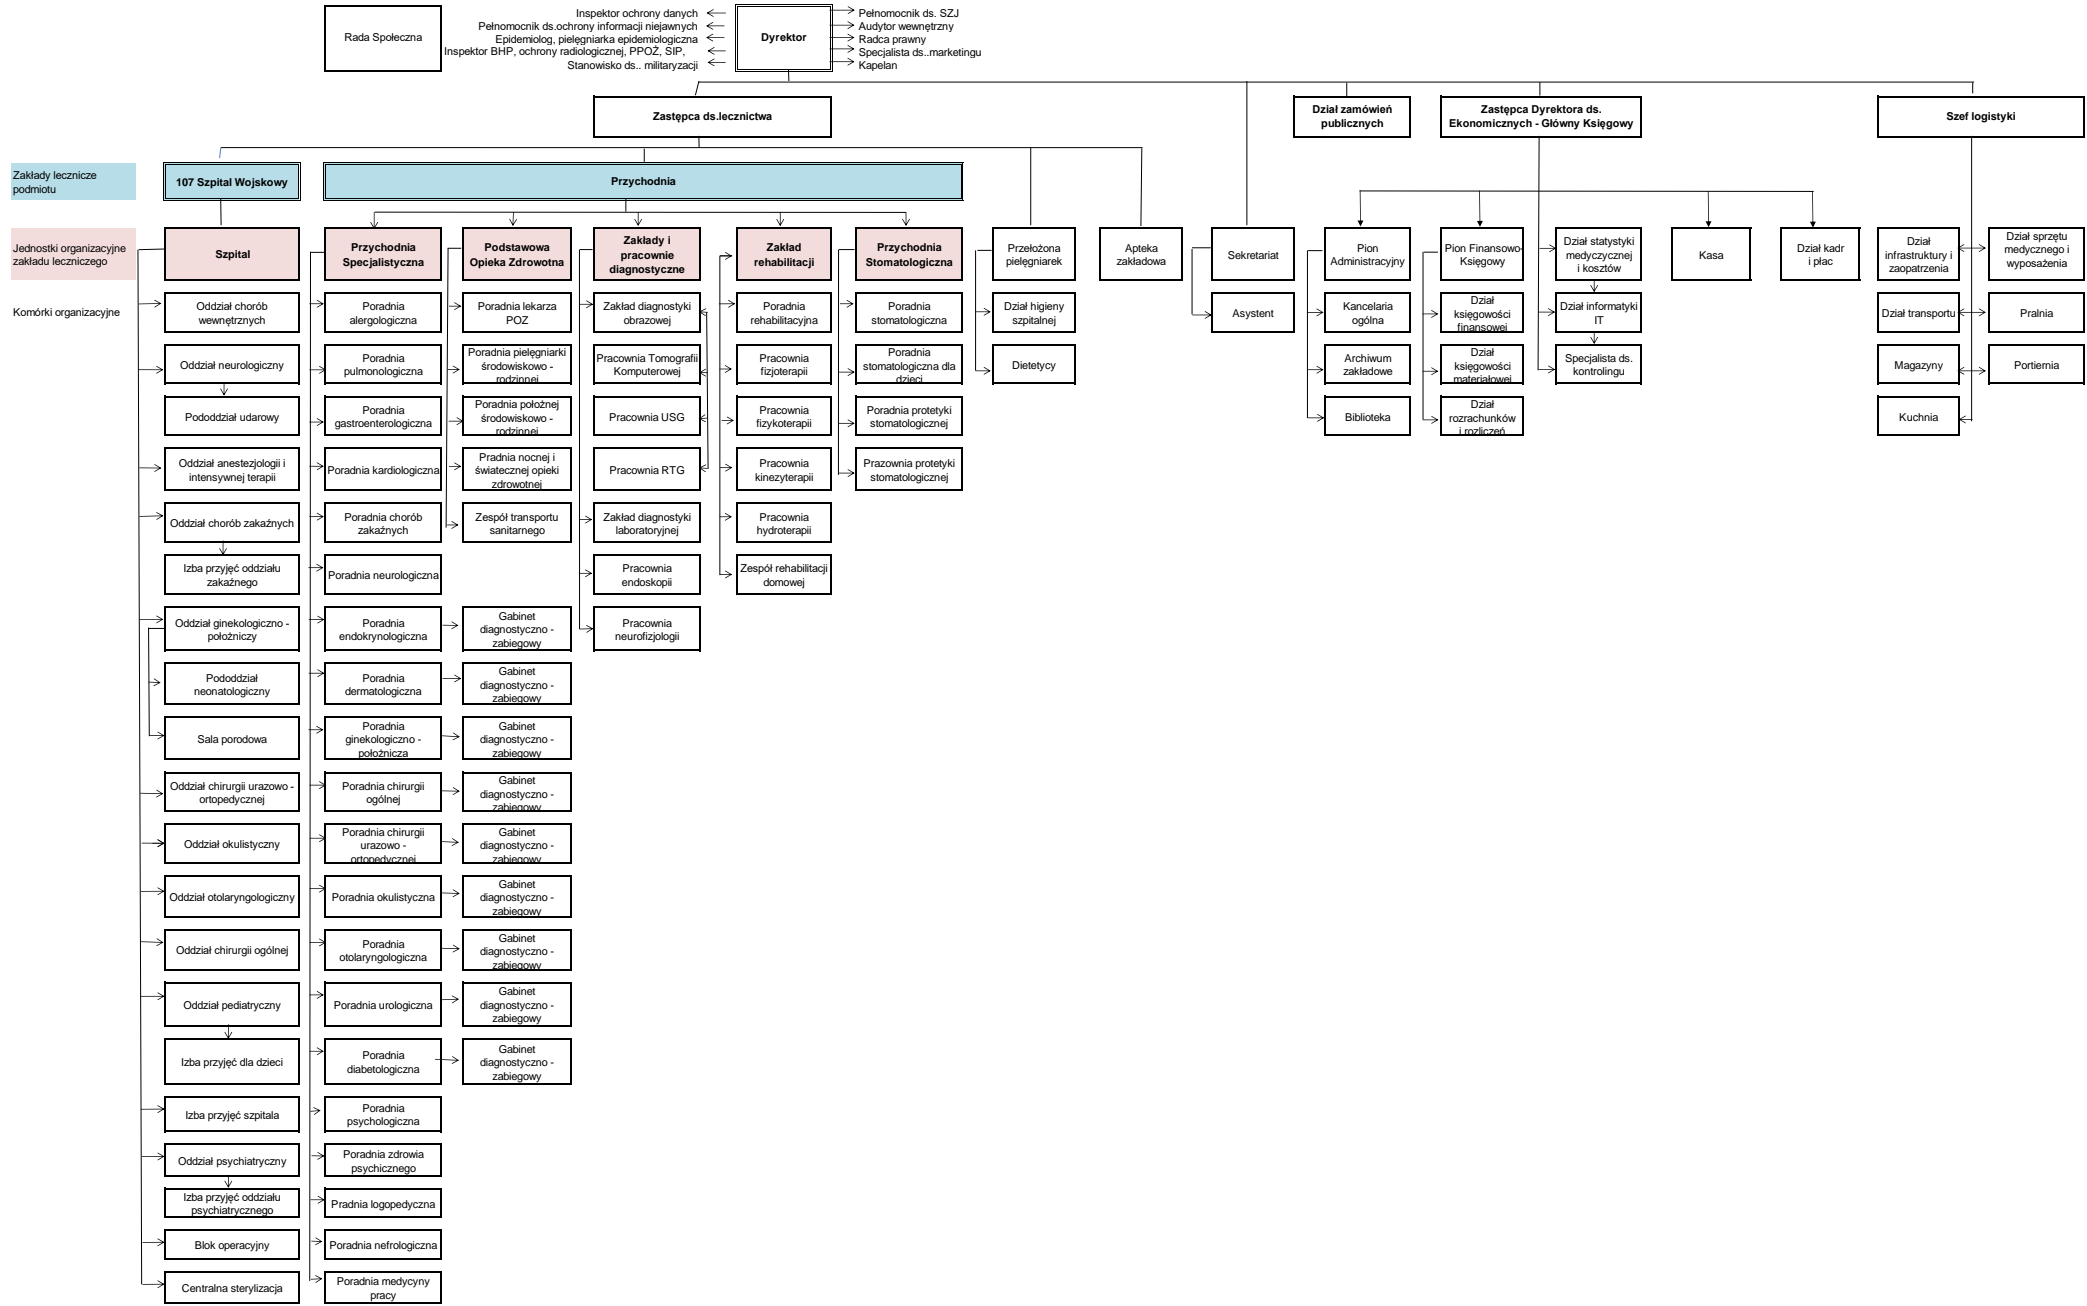 Rada Społeczna
Inspektor ochrony danych
Pełnomocnik ds.ochrony informacji niejawnych
Epidemiolog, pielęgniarka epidemiologiczna
Inspektor BHP, ochrony radiologicznej, PPOŻ, SIP,
Stanowisko ds.. militaryzacji
Dyrektor
Pełnomocnik ds. SZJ
Audytor wewnętrzny
Radca prawny
Specjalista ds..marketingu
Kapelan
Zastępca ds.lecznictwa
Dział zamówień
publicznych
Zastępca Dyrektora ds.
Ekonomicznych - Główny Księgowy
Szef logistyki
Zakłady lecznicze
podmiotu
107 Szpital Wojskowy
Przychodnia
Jednostki organizacyjne
zakładu leczniczego
Komórki organizacyjne
Szpital
Oddział chorób
wewnętrznych
Oddział neurologiczny
Pododdział udarowy
Oddział anestezjologii i
intensywnej terapii
Oddział chorób zakaźnych
Izba przyjęć oddziału
zakaźnego
Oddział ginekologiczno -
położniczy
Pododdział
neonatologiczny
Sala porodowa
Oddział chirurgii urazowo -
ortopedycznej
Oddział okulistyczny
Oddział otolaryngologiczny
Oddział chirurgii ogólnej
Oddział pediatryczny
Izba przyjęć dla dzieci
Izba przyjęć szpitala
Oddział psychiatryczny
Izba przyjęć oddziału
psychiatrycznego
Blok operacyjny
Centralna sterylizacja
Przychodnia
Specjalistyczna
Poradnia
alergologiczna
Poradnia
pulmonologiczna
Poradnia
gastroenterologiczna
Poradnia kardiologiczna
Poradnia chorób
zakaźnych
Poradnia neurologiczna
Poradnia
endokrynologiczna
Poradnia
dermatologiczna
Poradnia
ginekologiczno -
położnicza
Poradnia chirurgii
ogólnej
Poradnia chirurgii
urazowo -
ortopedycznej
Poradnia okulistyczna
Poradnia
otolaryngologiczna
Poradnia urologiczna
Poradnia
diabetologiczna
Poradnia
psychologiczna
Poradnia zdrowia
psychicznego
Pradnia logopedyczna
Poradnia nefrologiczna
Poradnia medycyny
pracy
Podstawowa
Opieka Zdrowotna
Poradnia lekarza
POZ
Poradnia pielęgniarki
środowiskowo -
rodzinnej
Poradnia położnej
środowiskowo -
rodzinnej
Pradnia nocnej i
światecznej opieki
zdrowotnej
Zespół transportu
sanitarnego
Gabinet
diagnostyczno -
zabiegowy
Gabinet
diagnostyczno -
zabiegowy
Gabinet
diagnostyczno -
zabiegowy
Gabinet
diagnostyczno -
zabiegowy
Gabinet
diagnostyczno -
zabiegowy
Gabinet
diagnostyczno -
zabiegowy
Gabinet
diagnostyczno -
zabiegowy
Gabinet
diagnostyczno -
zabiegowy
Gabinet
diagnostyczno -
zabiegowy
Zakłady i
pracownie
diagnostyczne
Zakład diagnostyki
obrazowej
Pracownia Tomografii
Komputerowej
Pracownia USG
Pracownia RTG
Zakład diagnostyki
laboratoryjnej
Pracownia
endoskopii
Pracownia
neurofizjologii
Zakład
rehabilitacji
Poradnia
rehabilitacyjna
Pracownia
fizjoterapii
Pracownia
fizykoterapii
Pracownia
kinezyterapii
Pracownia
hydroterapii
Zespół rehabilitacji
domowej
Przychodnia
Stomatologiczna
Poradnia
stomatologiczna
Poradnia
stomatologiczna dla
dzieci
Poradnia protetyki
stomatologicznej
Prazownia protetyki
stomatologicznej
Przełożona
pielęgniarek
Dział higieny
szpitalnej
Dietetycy
Apteka
zakładowa
Sekretariat
Asystent
Pion
Administracyjny
Kancelaria
ogólna
Archiwum
zakładowe
Biblioteka
Pion Finansowo-
Księgowy
Dział
księgowości
finansowej
Dział
księgowości
materiałowej
Dział
rozrachunków
i rozliczeń
Dział statystyki
medyczycznej
i kosztów
Dział informatyki
IT
Specjalista ds.
kontrolingu
Kasa
Dział kadr
i płac
Dział
infrastruktury i
zaopatrzenia
Dział transportu
Magazyny
Kuchnia
Dział sprzętu
medycznego i
wyposażenia
Pralnia
Portiernia